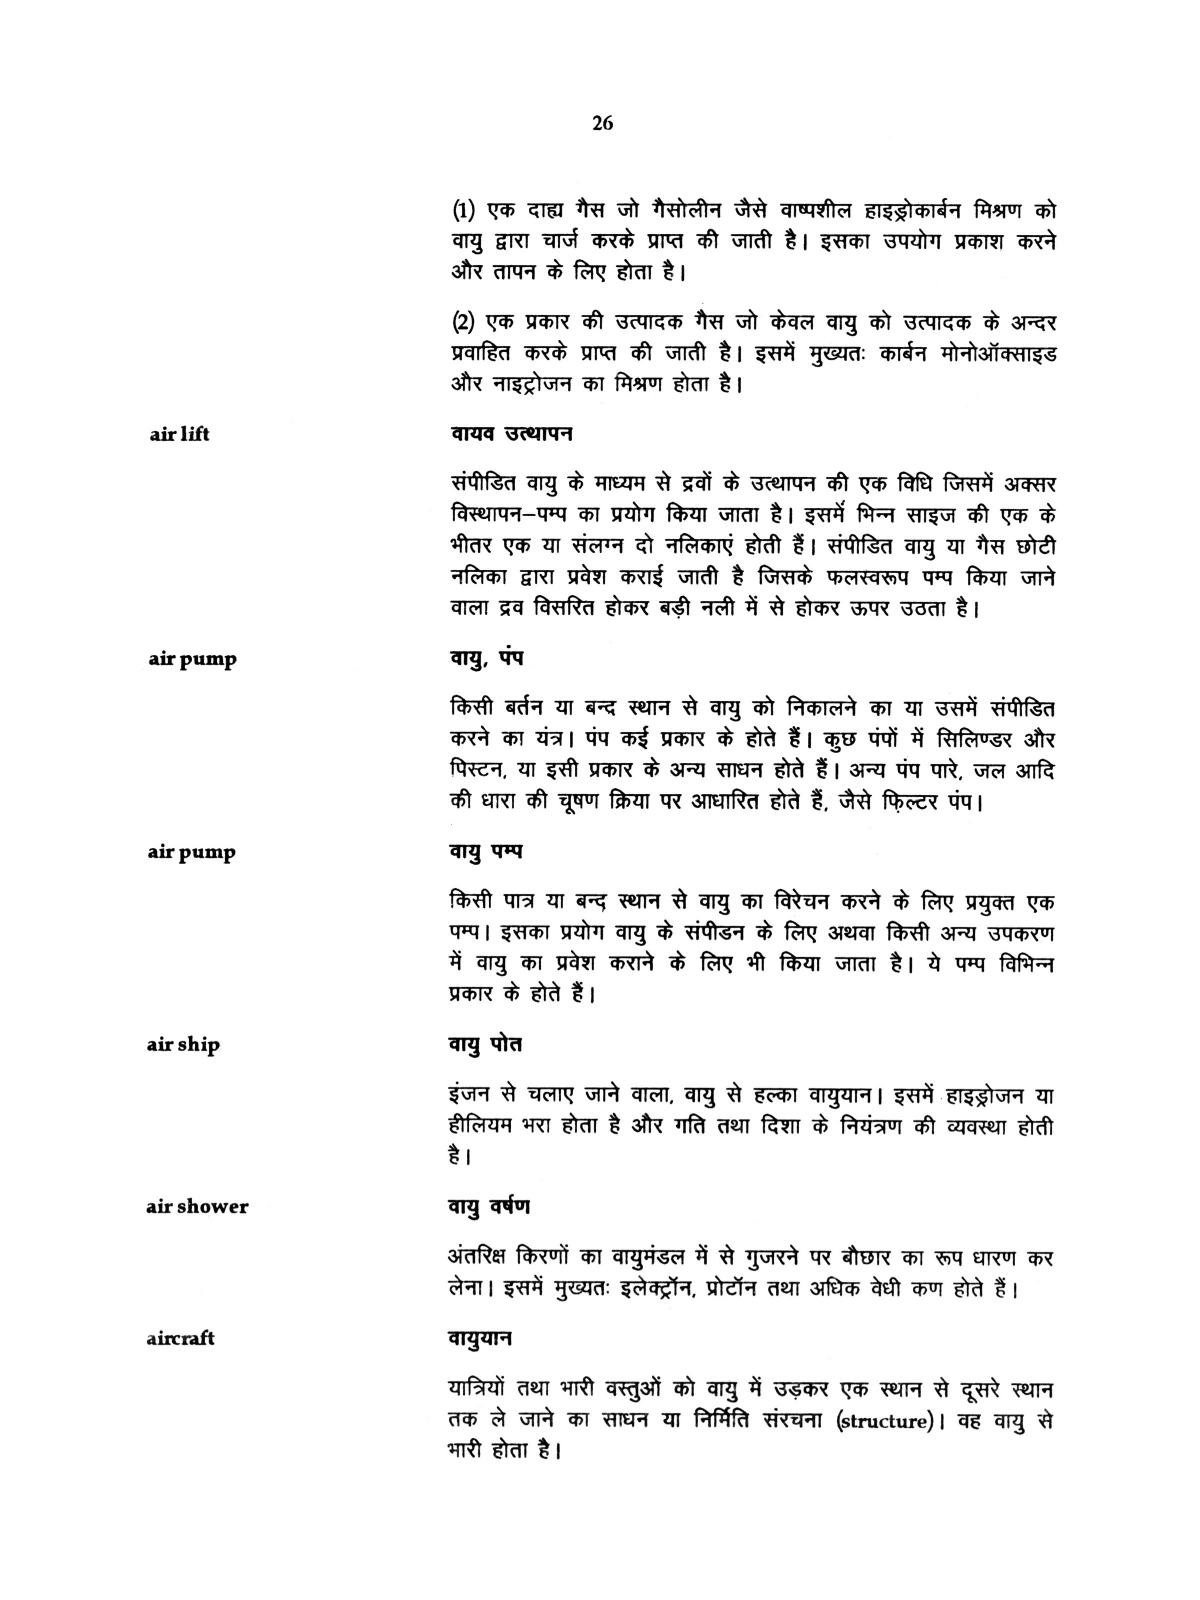 26
(1) एक दाह्य गैस जो गैसोलीन जैसे वाष्पशील हाइड्रोकार्बन मिश्रण को
वायु द्वारा चार्ज करके प्राप्त की जाती है। इसका उपयोग प्रकाश करने
और तापन के लिए होता है।
(2) एक प्रकार की उत्पादक गैस जो केवल वायु को उत्पादक के अन्दर
प्रवाहित करके प्राप्त की जाती है। इसमें मुख्यतः कार्बन मोनोऑक्साइड
और नाइट्रोजन का मिश्रण होता है।
air lift वायव उत्थापन
संपीडित वायु के माध्यम से द्रवों के उत्थापन की एक विधि जिसमें अक्सर
विस्थापन–पम्प का प्रयोग किया जाता है। इसमें भिन्न साइज की एक के
भीतर एक या संलग्न दो नलिकाएं होती हैं। संपीडित वायु या गैस छोटी
नलिका द्वारा प्रवेश कराई जाती है जिसके फलस्वरूप पम्प किया जाने
वाला द्रव विसरित होकर बड़ी नली में से होकर ऊपर उठता है।
air pump वायु, पंप
किसी बर्तन या बन्द स्थान से वायु को निकालने का या उसमें संपीडित
करने का यंत्र। पंप कई प्रकार के होते हैं। कुछ पंपों में सिलिण्डर और
पिस्टन, या इसी प्रकार के अन्य साधन होते हैं। अन्य पंप पारे, जल आदि
की धारा की चूषण क्रिया पर आधारित होते हैं, जैसे फ़िल्टर पंप।
air pump वायु पम्प
किसी पात्र या बन्द स्थान से वायु का विरेचन करने के लिए प्रयुक्त एक
पम्प। इसका प्रयोग वायु के संपीडन के लिए अथवा किसी अन्य उपकरण
में वायु का प्रवेश कराने के लिए भी किया जाता है। ये पम्प विभिन्न
प्रकार के होते हैं।
air ship वायु पोत
इंजन से चलाए जाने वाला, वायु से हल्का वायुयान। इसमें हाइड्रोजन या
हीलियम भरा होता है और गति तथा दिशा के नियंत्रण की व्यवस्था होती
है।
air shower वायु वर्षण
अंतरिक्ष किरणों का वायुमंडल में से गुजरने पर बौछार का रूप धारण कर
लेना। इसमें मुख्यतः इलेक्ट्रॉन, प्रोटॉन तथा अधिक वेधी कण होते हैं।
aircraft वायुयान
यात्रियों तथा भारी वस्तुओं को वायु में उड़कर एक स्थान से दूसरे स्थान
तक ले जाने का साधन या निर्मिति संरचना (structure)। वह वायु से
भारी होता है।